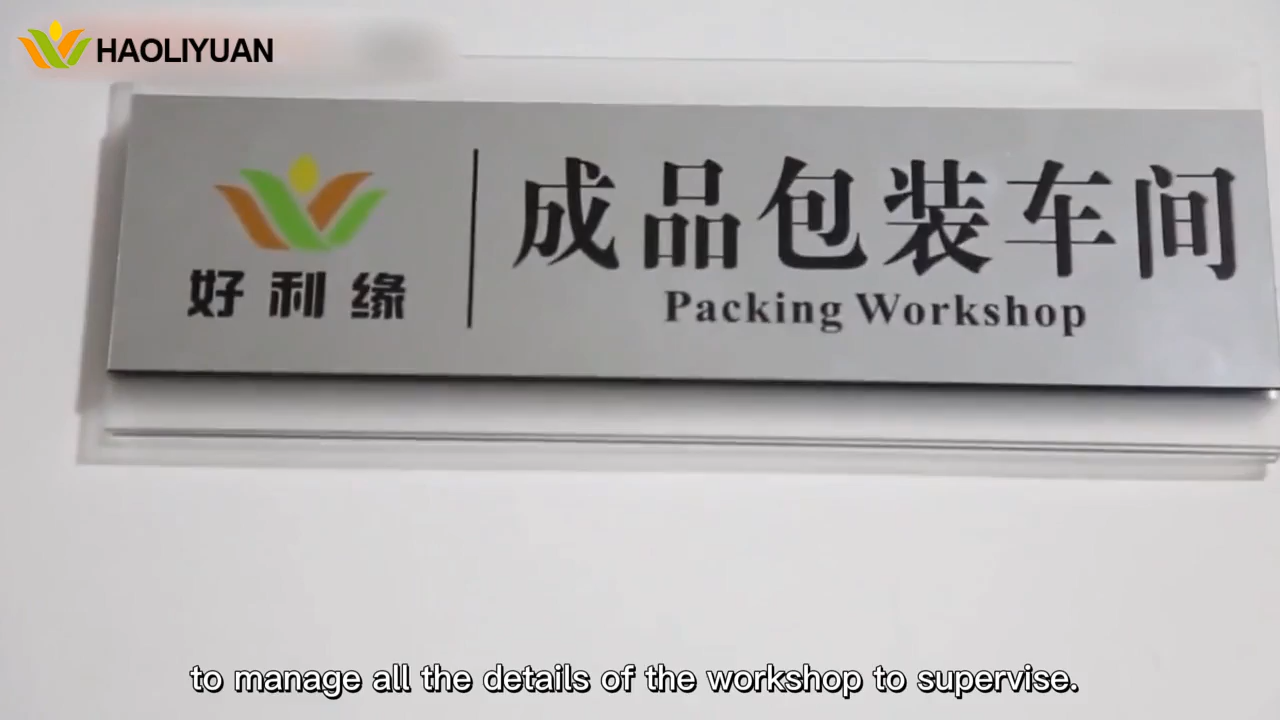 HAOLIYUAN
成品包装车间
好利缘
Packing Workshop
to manage all the details of the workshop to supervise.